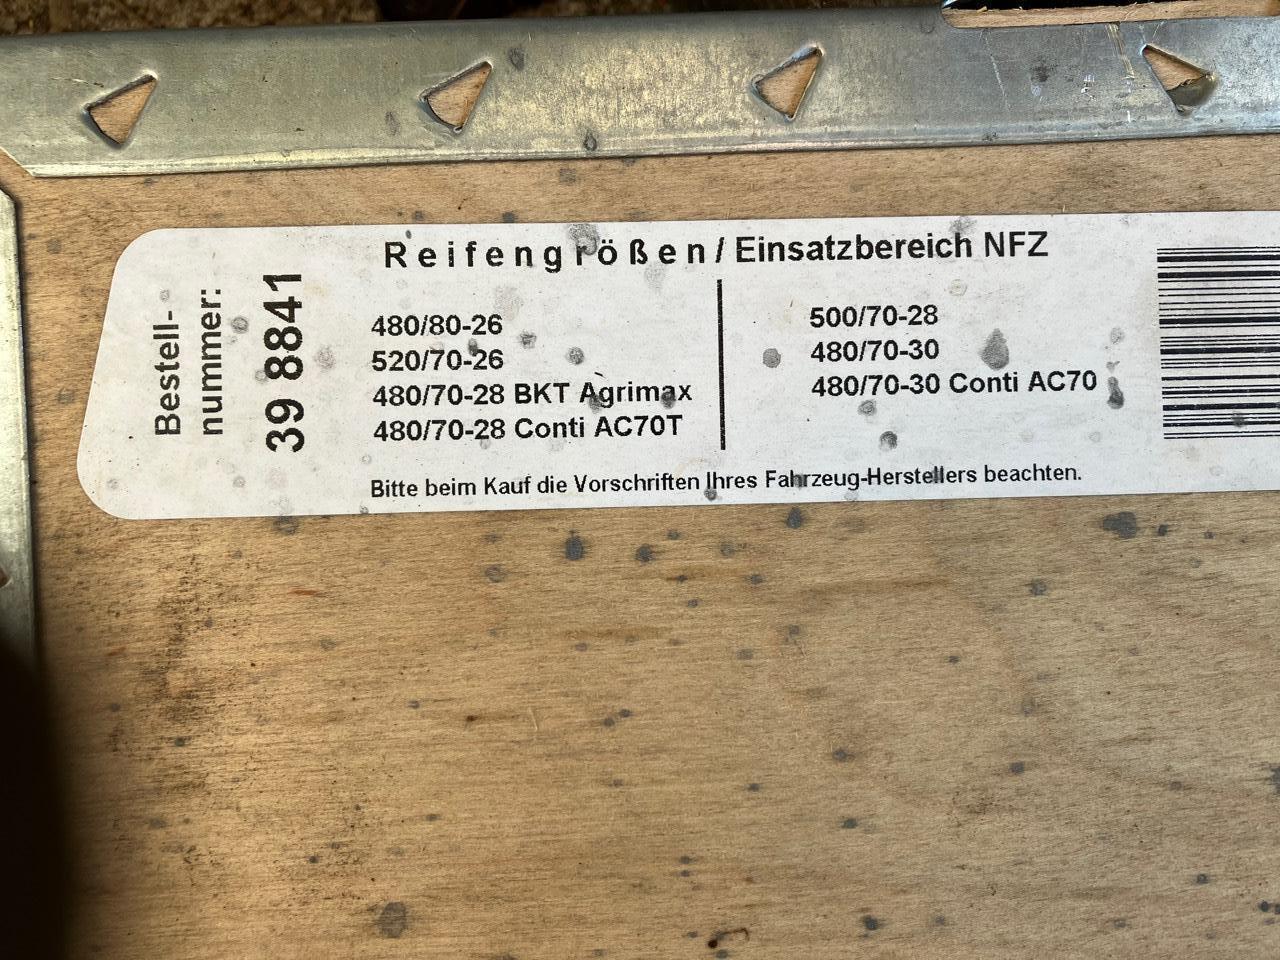 Bestell-
nummer:
39 8841
Reifengrößen / Einsatzbereich NFZ
480/80-26
520/70-26
480/70-28 BKT Agrimax
480/70-28 Conti AC70T
500/70-28
480/70-30
480/70-30 Conti AC70
Bitte beim Kauf die Vorschriften Ihres Fahrzeug-Herstellers beachten.